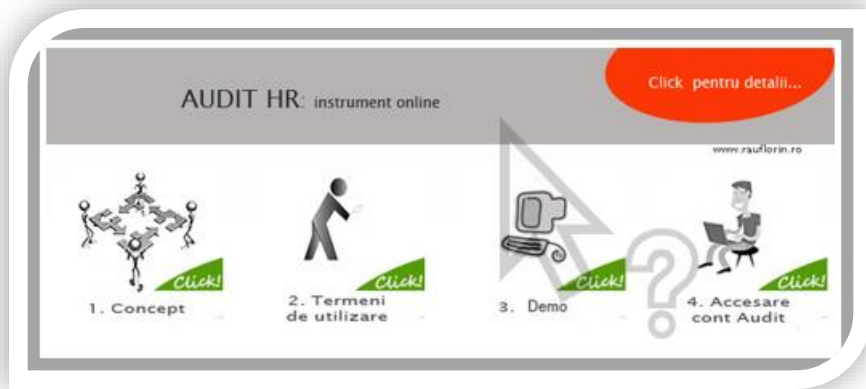 AUDIT HR: instrument online
Click pentru detalii...
www.rauflorin.ro
Click!
1. Concept
Click!
2. Termeni
de utilizare
Click!
3. Demo
?
Click!
4. Accesare
cont Audit